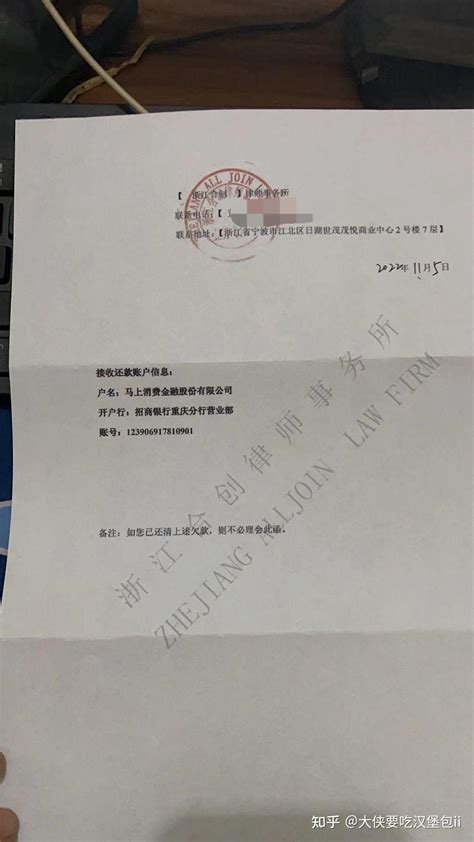 【 浙江合创 】律师事务所
ALL JOIN LAW
联系电话：【
联系地址：【浙江省宁波市江北区日湖世茂茂悦商业中心2号楼7层】
2022年11月5日
接收还款账户信息：
户名：马上消费金融股份有限公司
开户行：招商银行重庆分行营业部
账号：123906917810901
备注：如您已还清上述欠款，则不必理会此函。
浙江合创律师事务所
ZHEJIANG ALLJOIN LAW FIRM
知乎 @大侠要吃汉堡包ii